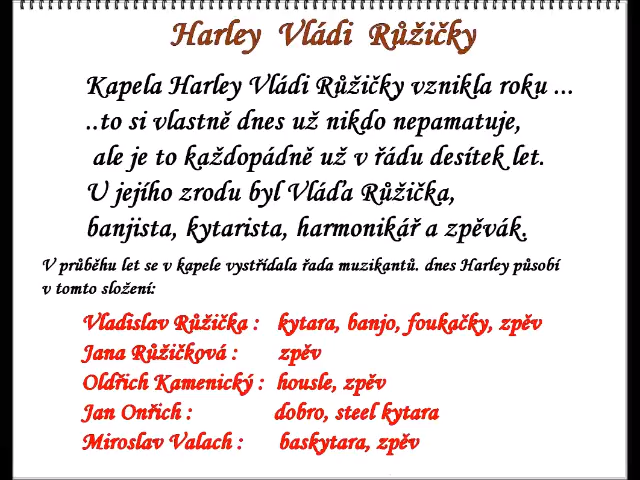 Harley Vládi Růžičky
Kapela Harley Vládi Růžičky vznikla roku ...
..to si vlastně dnes už nikdo nepamatuje,
ale je to každopádně už v řádu desítek let.
U jejího zrodu byl Vláďa Růžička,
banjista, kytarista, harmonikář a zpěvák.
V průběhu let se v kapele vystřídala řada muzikantů. dnes Harley působí
v tomto složení:
Vladislav Růžička : kytara, banjo, foukačky, zpěv
Jana Růžičková : zpěv
Oldřich Kamenický : housle, zpěv
Jan Onřich : dobro, steel kytara
Miroslav Valach : baskytara, zpěv